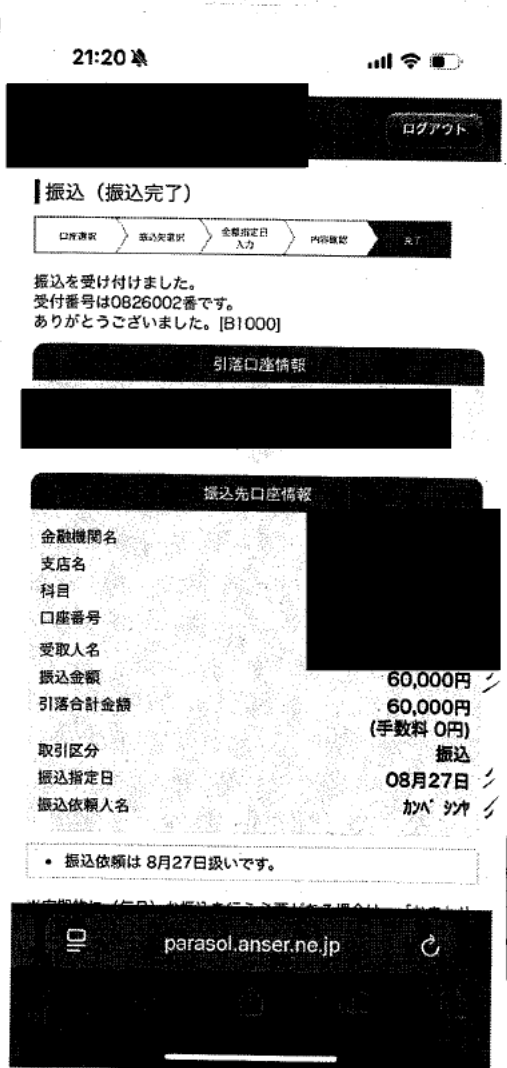 21:20
ログアウト
振込（振込完了）
口座選択
振込先選択
金額指定日
入力
内容確認
完了
振込を受け付けました。
受付番号は0826002番です。
ありがとうございました。[B1000]
引落口座情報
振込先口座情報
金融機関名
支店名
科目
口座番号
受取人名
振込金額 60,000円
引落合計金額 60,000円
(手数料 0円)
取引区分 振込
振込指定日 08月27日
振込依頼人名 ｶﾝﾍﾞ ｼﾝﾔ
• 振込依頼は 8月27日扱いです。
parasol.anser.ne.jp